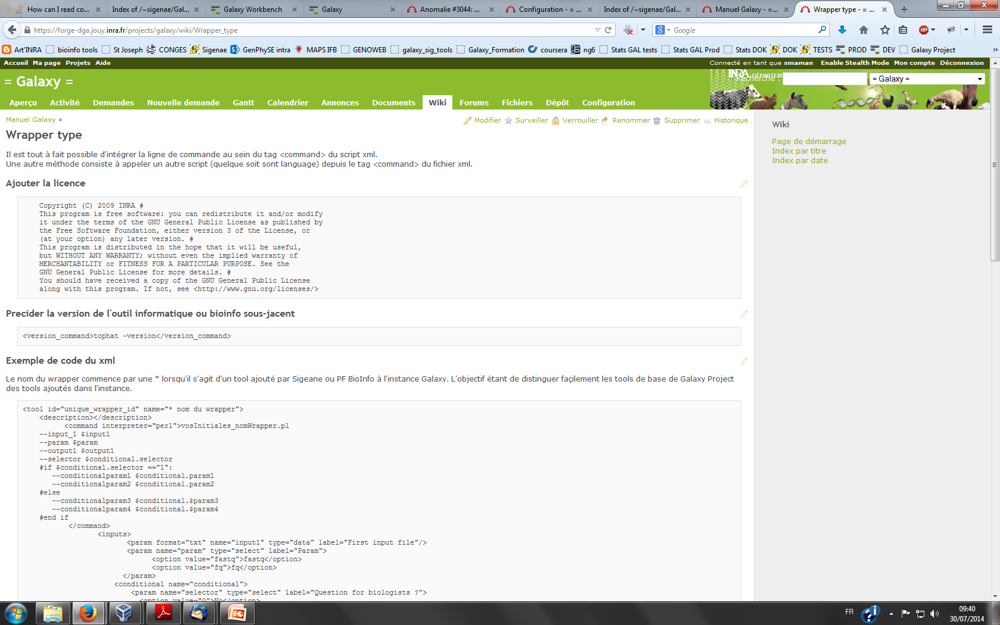 How can I read co...
Index of /~sigenae/Gal...
Galaxy Workbench
Galaxy
Anomalie #3044: ...
Configuration - = ...
Index of /~sigenae/Gal...
Manuel Galaxy - =...
Wrapper type - = ...
https://forge-dga.jouy.inra.fr/projects/galaxy/wiki/Wrapper_type
Google
Art'INRA bioinfo tools St Joseph CONGES Sigenae GenPhySE intra MAPS IFB GENOWEB galaxy_sig_tools Galaxy_Formation coursera ng6 Stats GAL tests Stats GAL Prod Stats DOK DOK TESTS PROD DEV Galaxy Project
Accueil Ma page Projets Aide
Connecté en tant que smaman Enable Stealth Mode Mon compte Déconnexion
= Galaxy =
INRA DÉPARTEM
Recherche :
= Galaxy =
Aperçu Activité Demandes Nouvelle demande Gantt Calendrier Annonces Documents Wiki Forums Fichiers Dépôt Configuration
Manuel Galaxy »
Modifier Surveiller Verrouiller Renommer Supprimer Historique
Wrapper type
Il est tout à fait possible d'intégrer la ligne de commande au sein du tag <command> du script xml.
Une autre méthode consiste à appeler un autre script (quelque soit sont language) depuis le tag <command> du fichier xml.
Ajouter la licence
Copyright (C) 2009 INRA #
This program is free software: you can redistribute it and/or modify
it under the terms of the GNU General Public License as published by
the Free Software Foundation, either version 3 of the License, or
(at your option) any later version. #
This program is distributed in the hope that it will be useful,
but WITHOUT ANY WARRANTY; without even the implied warranty of
MERCHANTABILITY or FITNESS FOR A PARTICULAR PURPOSE. See the
GNU General Public License for more details. #
You should have received a copy of the GNU General Public License
along with this program. If not, see <http://www.gnu.org/licenses/>
Precider la version de l'outil informatique ou bioinfo sous-jacent
<version_command>tophat -version</version_command>
Exemple de code du xml
Le nom du wrapper commence par une * lorsqu'il s'agit d'un tool ajouté par Sigeane ou PF BioInfo à l'instance Galaxy. L'objectif étant de distinguer façilement les tools de base de Galaxy Project
des tools ajoutés dans l'instance.
<tool id="unique_wrapper_id" name="* nom du wrapper">
<description></description>
<command interpreter="perl">vosInitiales_nomWrapper.pl
--input_1 $input1
--param $param
--output1 $output1
--selector $conditional.selector
#if $conditional.selector =="1":
--conditionalparam1 $conditional.param1
--conditionalparam2 $conditional.param2
#else
--conditionalparam3 $conditional.$param3
--conditionalparam4 $conditional.$param4
#end if
</command>
<inputs>
<param format="txt" name="input1" type="data" label="First input file"/>
<param name="param" type="select" label="Param">
<option value="fastq">fastq</option>
<option value="fq">fq</option>
</param>
<conditional name="conditional">
<param name="selector" type="select" label="Question for biologists ?">
<option value="0">No</option>
Wiki
Page de démarrage
Index par titre
Index par date
FR
09:40
30/07/2014